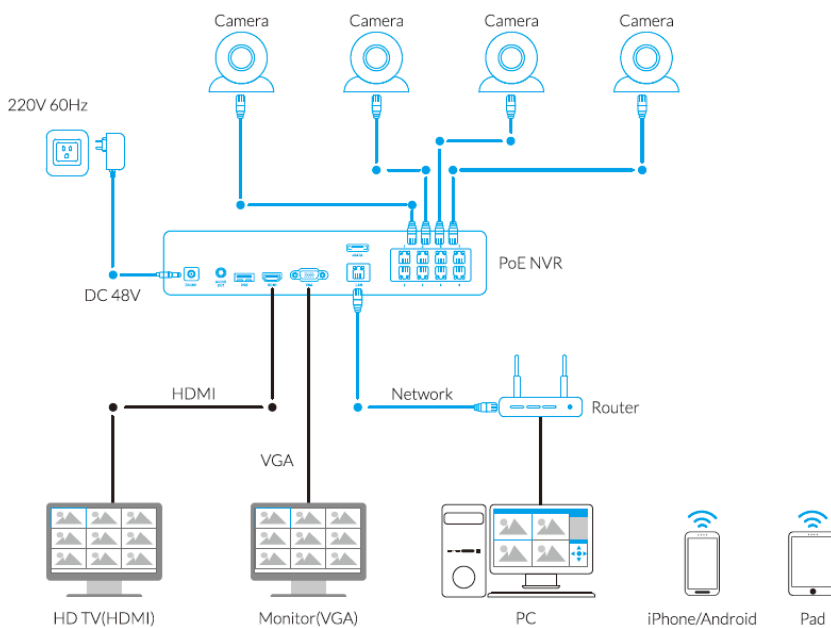 Camera
Camera
Camera
Camera
220V 60Hz
PoE NVR
DC 48V
HDMI
Network
Router
VGA
HD TV(HDMI)
Monitor(VGA)
PC
iPhone/Android
Pad